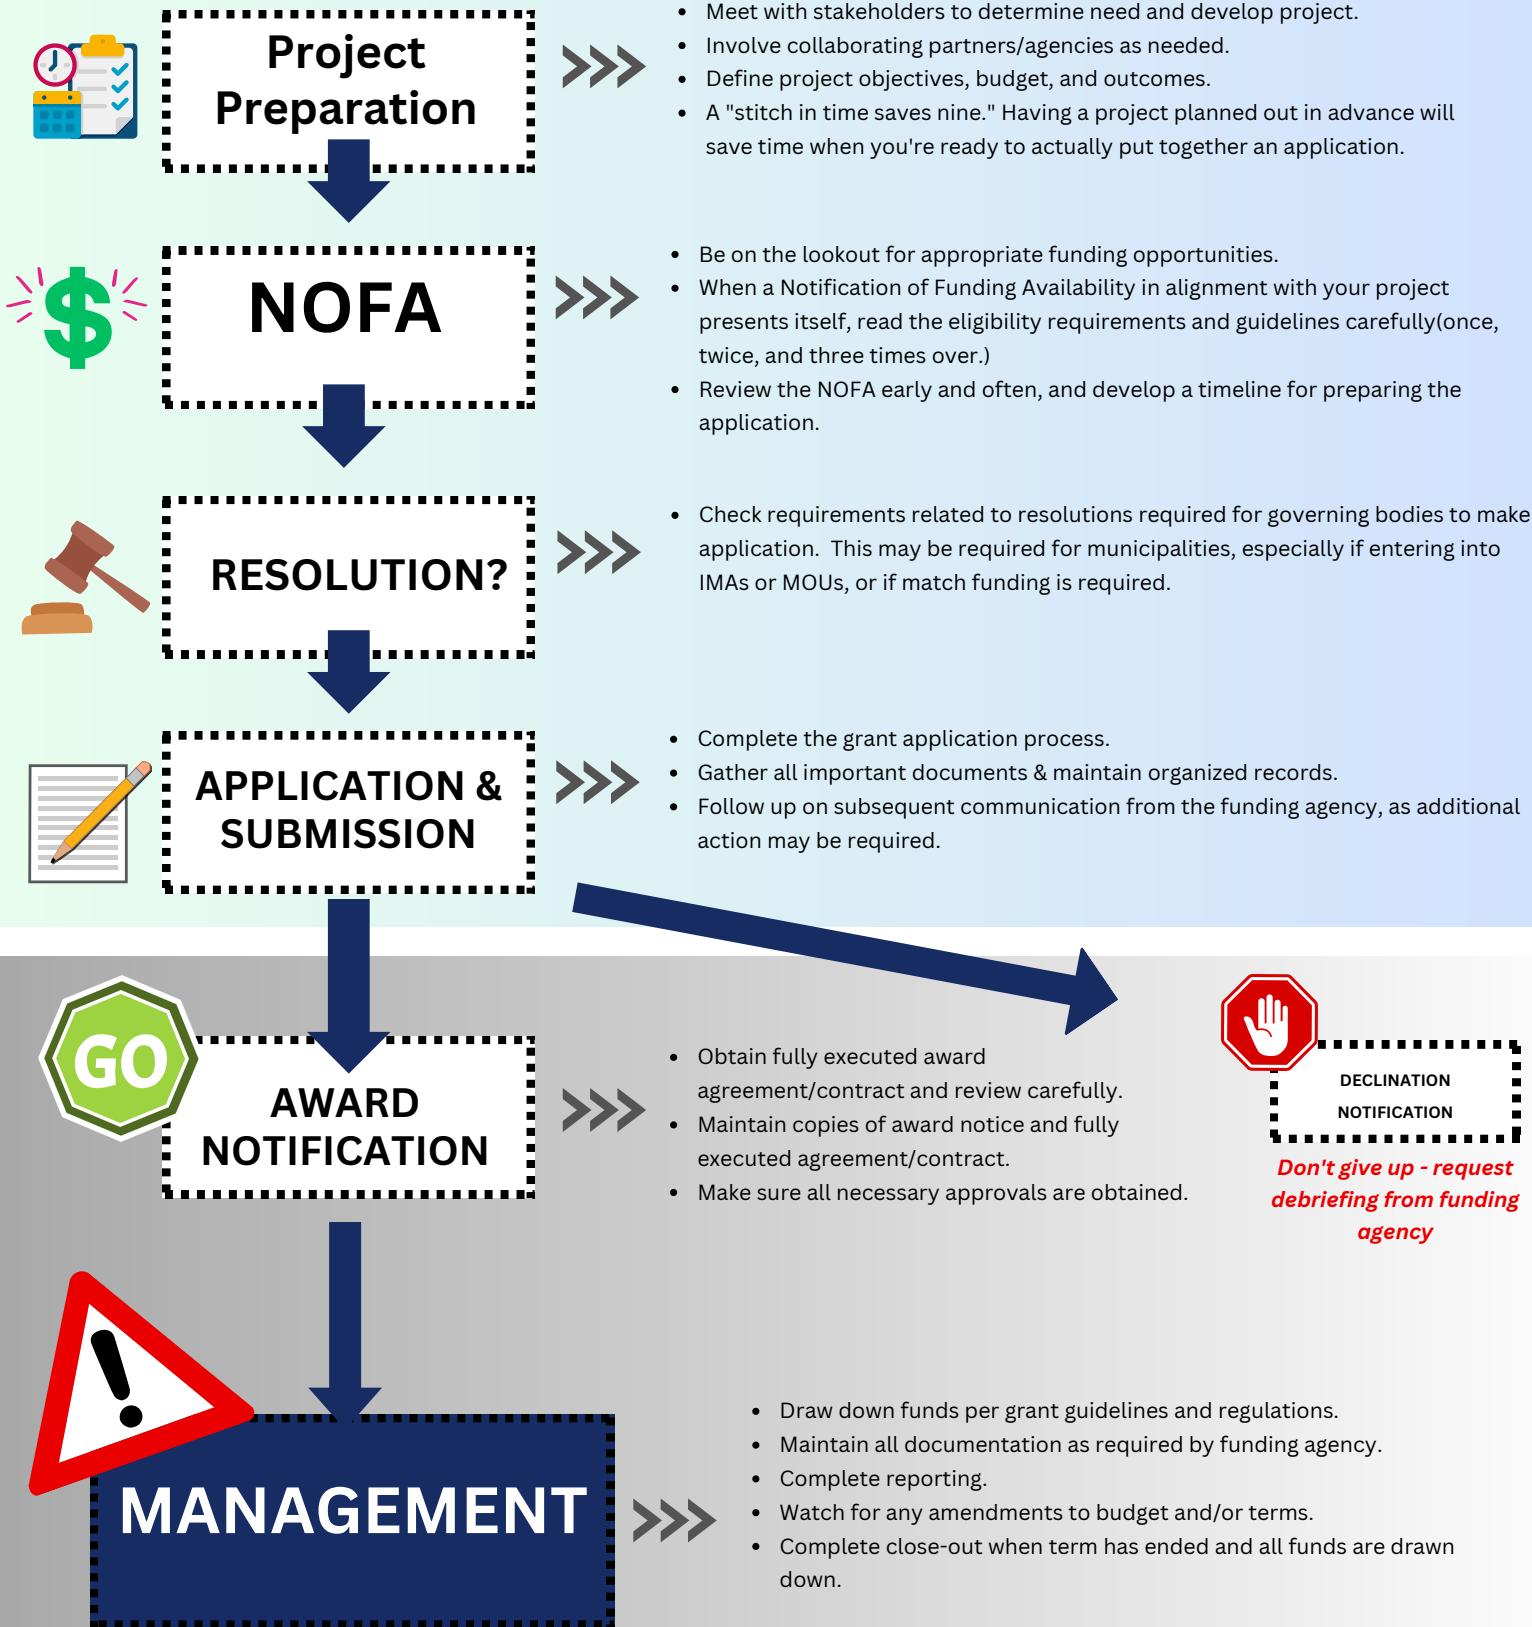 Project
Preparation
• Meet with stakeholders to determine need and develop project.
• Involve collaborating partners/agencies as needed.
• Define project objectives, budget, and outcomes.
• A "stitch in time saves nine." Having a project planned out in advance will
save time when you're ready to actually put together an application.
NOFA
• Be on the lookout for appropriate funding opportunities.
• When a Notification of Funding Availability in alignment with your project
presents itself, read the eligibility requirements and guidelines carefully(once,
twice, and three times over.)
• Review the NOFA early and often, and develop a timeline for preparing the
application.
RESOLUTION?
• Check requirements related to resolutions required for governing bodies to make
application.  This may be required for municipalities, especially if entering into
IMAs or MOUs, or if match funding is required.
APPLICATION &
SUBMISSION
• Complete the grant application process.
• Gather all important documents & maintain organized records.
• Follow up on subsequent communication from the funding agency, as additional
action may be required.
GO
AWARD
NOTIFICATION
• Obtain fully executed award
agreement/contract and review carefully.
• Maintain copies of award notice and fully
executed agreement/contract.
• Make sure all necessary approvals are obtained.
DECLINATION
NOTIFICATION
Don't give up - request
debriefing from funding
agency
MANAGEMENT
• Draw down funds per grant guidelines and regulations.
• Maintain all documentation as required by funding agency.
• Complete reporting.
• Watch for any amendments to budget and/or terms.
• Complete close-out when term has ended and all funds are drawn
down.